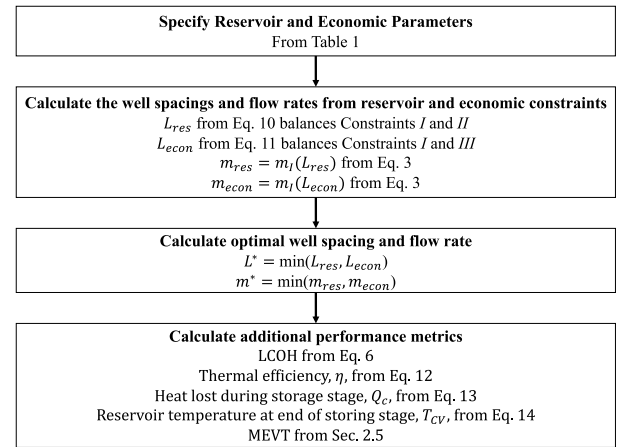 Specify Reservoir and Economic Parameters
From Table 1
Calculate the well spacings and flow rates from reservoir and economic constraints
L_res from Eq. 10 balances Constraints I and II
L_econ from Eq. 11 balances Constraints I and III
m_res = m_I(L_res) from Eq. 3
m_econ = m_I(L_econ) from Eq. 3
Calculate optimal well spacing and flow rate
L* = min(L_res, L_econ)
m* = min(m_res, m_econ)
Calculate additional performance metrics
LCOH from Eq. 6
Thermal efficiency, η, from Eq. 12
Heat lost during storage stage, Q_c, from Eq. 13
Reservoir temperature at end of storing stage, T_CV, from Eq. 14
MEVT from Sec. 2.5